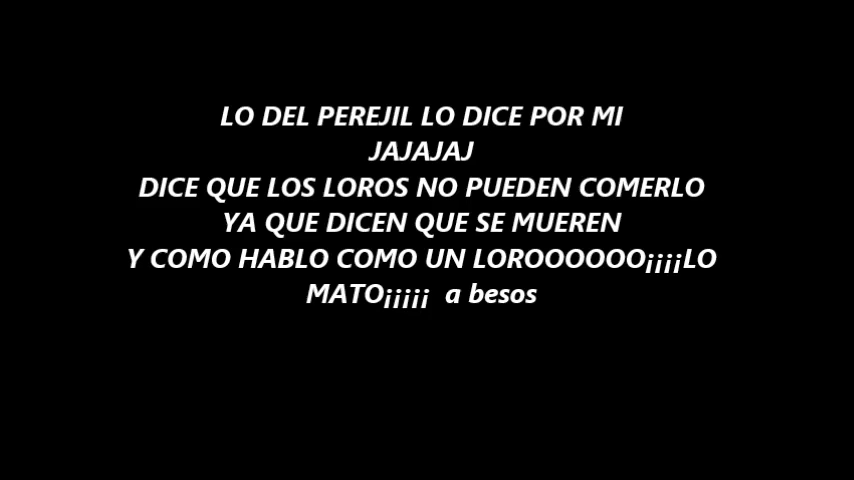 LO DEL PEREJIL LO DICE POR MI
JAJAJAJ
DICE QUE LOS LOROS NO PUEDEN COMERLO
YA QUE DICEN QUE SE MUEREN
Y COMO HABLO COMO UN LOROOOOOO¡¡¡¡LO
MATO¡¡¡¡¡  a besos